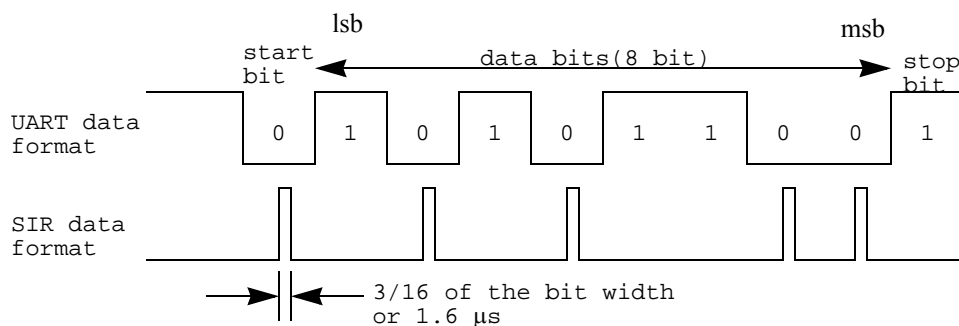 lsb
msb
start
bit
data bits(8 bit)
stop
bit
UART data
format
0 1 0 1 0 1 1 0 0 1
SIR data
format
3/16 of the bit width
or 1.6 μs